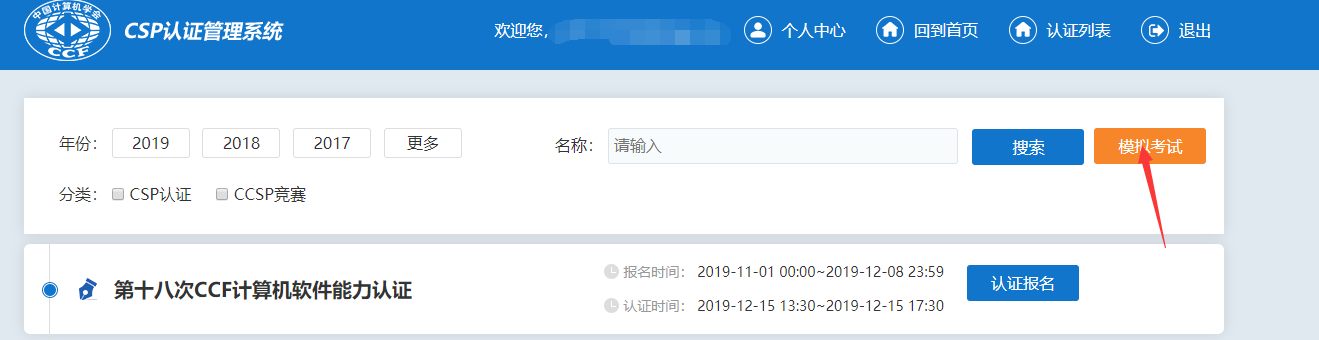 中国计算机学会
CCF
CSP认证管理系统
欢迎您,
个人中心
回到首页
认证列表
退出
年份: 2019 2018 2017 更多
名称: 请输入 搜索 模拟考试
分类: CSP认证 CCSP竞赛
第十八次CCF计算机软件能力认证
报名时间: 2019-11-01 00:00~2019-12-08 23:59
认证时间: 2019-12-15 13:30~2019-12-15 17:30
认证报名